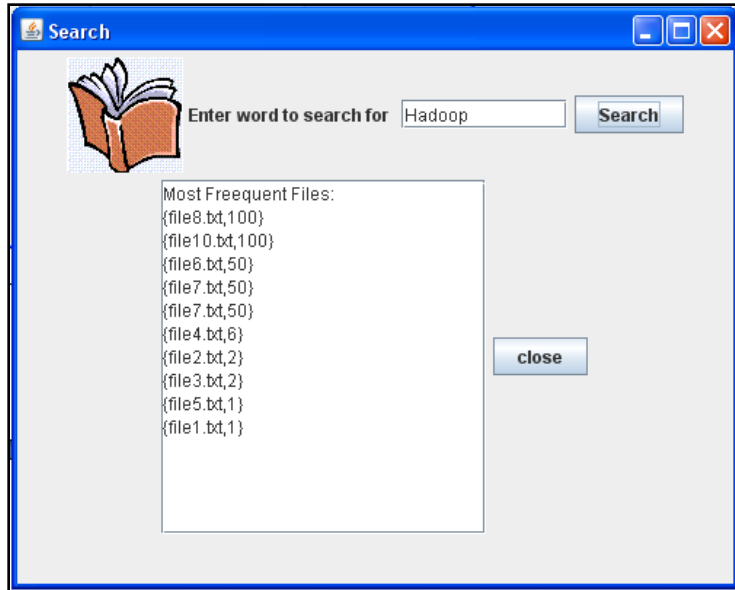 Search
Enter word to search for Hadoop Search
Most Freequent Files:
{file8.txt,100}
{file10.txt,100}
{file6.txt,50}
{file7.txt,50}
{file7.txt,50}
{file4.txt,6}
{file2.txt,2}
{file3.txt,2}
{file5.txt,1}
{file1.txt,1}
close